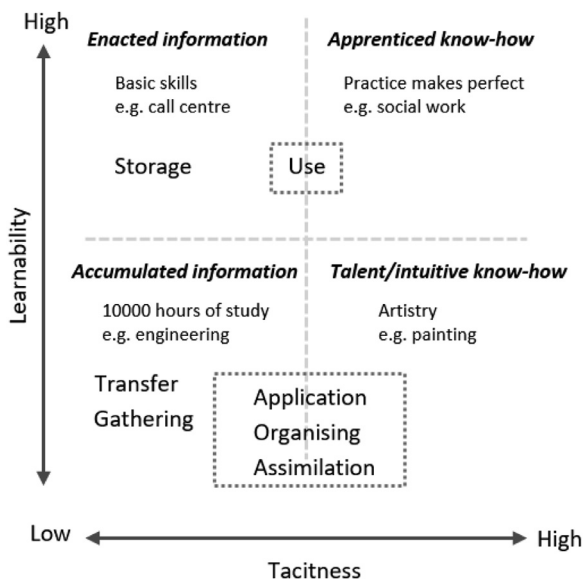 High
Enacted information
Apprenticed know-how
Basic skills
e.g. call centre
Practice makes perfect
e.g. social work
Storage
Use
Learnability
Accumulated information
Talent/intuitive know-how
10000 hours of study
e.g. engineering
Artistry
e.g. painting
Transfer
Gathering
Application
Organising
Assimilation
Low
High
Tacitness